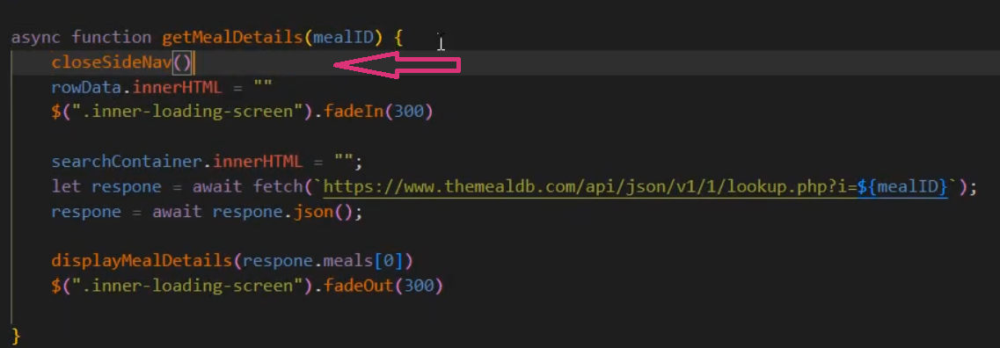 async function getMealDetails(mealID) {
closeSideNav()
rowData.innerHTML = ""
$(".inner-loading-screen").fadeIn(300)
searchContainer.innerHTML = "";
let respone = await fetch(`https://www.themealdb.com/api/json/v1/1/lookup.php?i=${mealID}`);
respone = await respone.json();
displayMealDetails(respone.meals[0])
$(".inner-loading-screen").fadeOut(300)
}